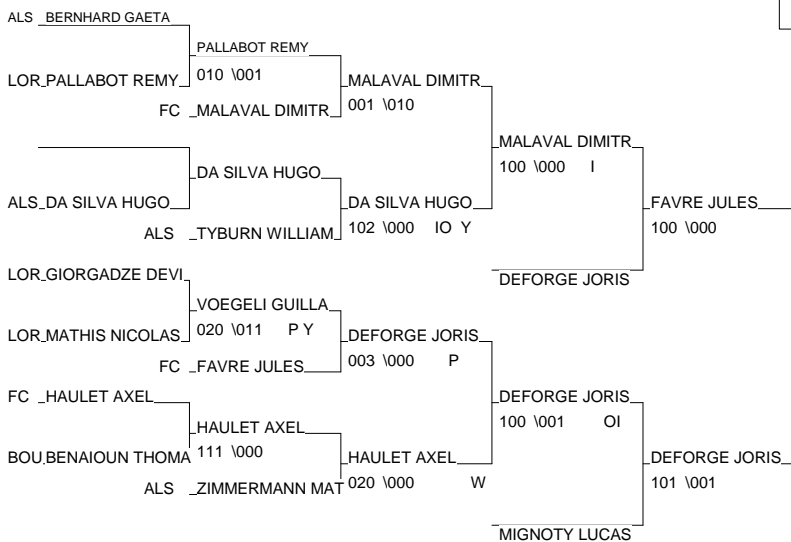 ALS BERNHARD GAETA
PALLABOT REMY
LOR PALLABOT REMY 010 \001
MALAVAL DIMITR
FC MALAVAL DIMITR 001 \010
MALAVAL DIMITR
100 \000 I
DA SILVA HUGO
ALS DA SILVA HUGO
DA SILVA HUGO
FAVRE JULES
ALS TYBURN WILLIAM 102 \000 IO Y
100 \000
LOR GIORGADZE DEVI
DEFORGE JORIS
VOEGELI GUILLA
LOR MATHIS NICOLAS 020 \011 P Y
DEFORGE JORIS
FC FAVRE JULES 003 \000 P
FC HAULET AXEL
DEFORGE JORIS
100 \001 OI
HAULET AXEL
BOU BENAIOUN THOMA 111 \000
HAULET AXEL
DEFORGE JORIS
ALS ZIMMERMANN MAT 020 \000 W
101 \001
MIGNOTY LUCAS